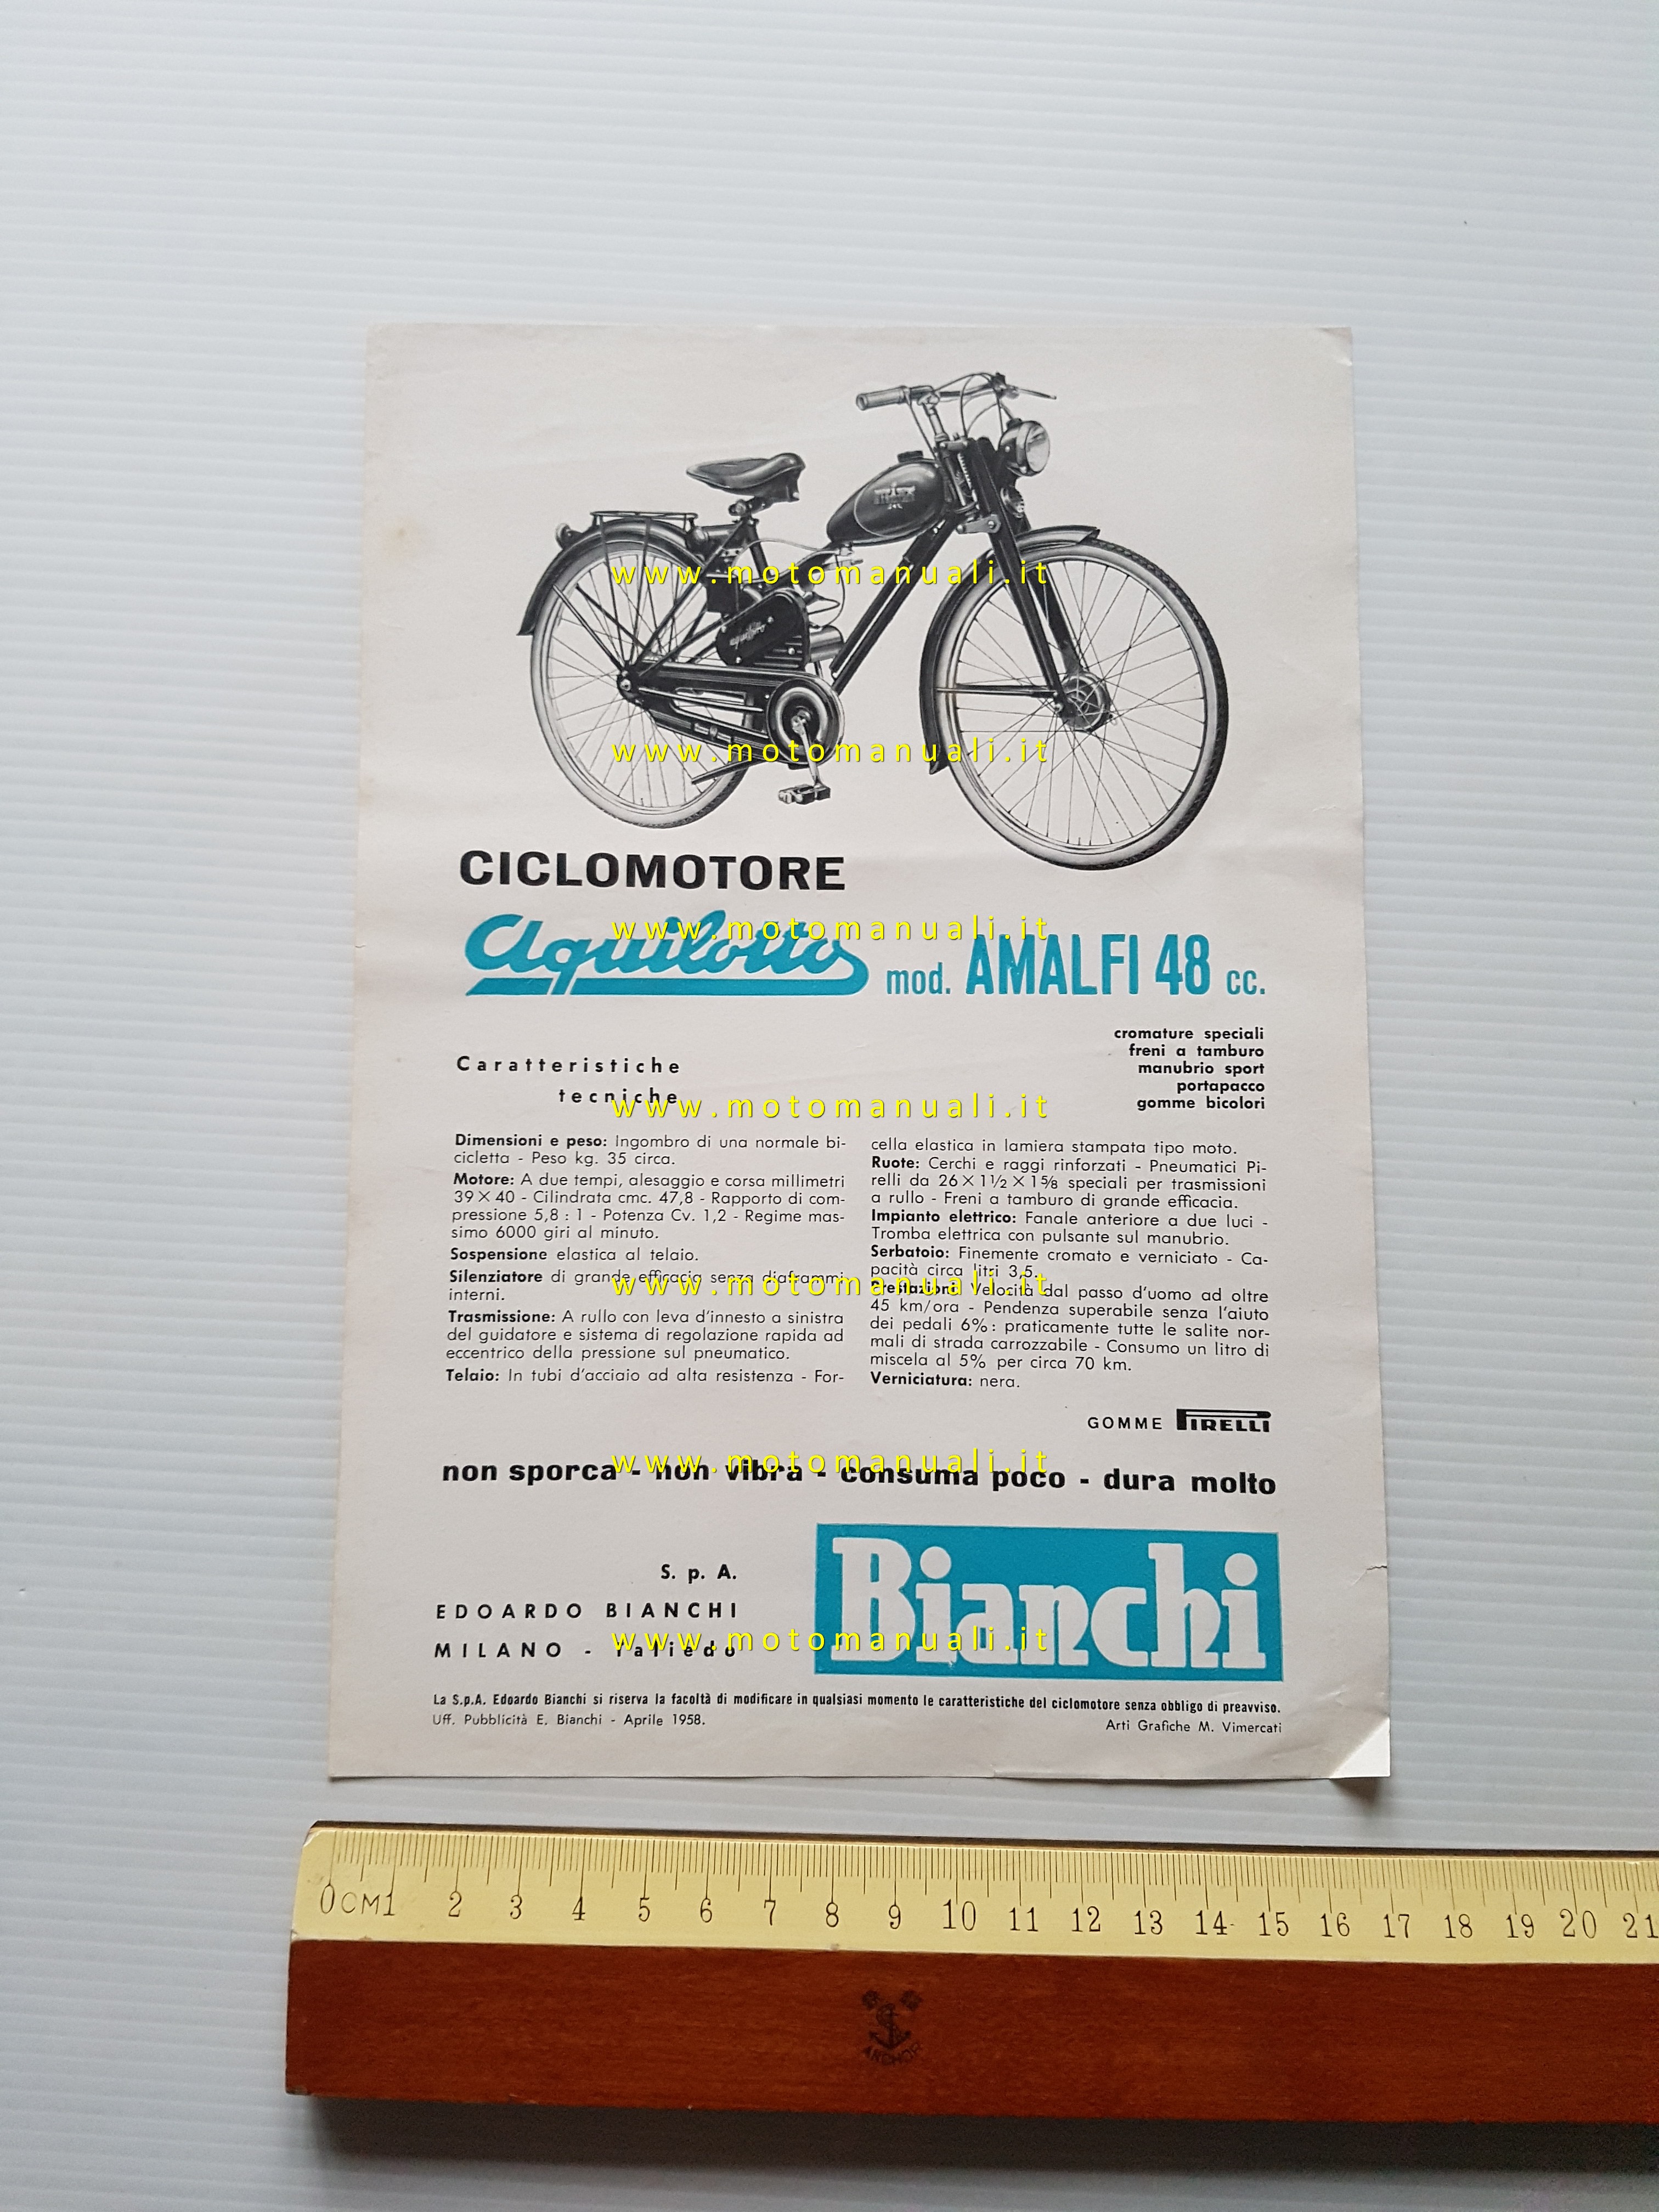 CICLOMOTORE
Aquilotto mod. AMALFI 48 cc.
cromature speciali
freni a tamburo
manubrio sport
portapacco
gomme bicolori
Caratteristiche
tecniche
Dimensioni e peso: Ingombro di una normale bi-
cicletta - Peso kg. 35 circa.
Motore: A due tempi, alesaggio e corsa millimetri
39 × 40 - Cilindrata cmc. 47,8 - Rapporto di com-
pressione 5,8 : 1 - Potenza Cv. 1,2 - Regime mas-
simo 6000 giri al minuto.
Sospensione elastica al telaio.
Silenziatore di grande efficacia senza diaframmi
interni.
Trasmissione: A rullo con leva d'innesto a sinistra
del guidatore e sistema di regolazione rapida ad
eccentrico della pressione sul pneumatico.
Telaio: In tubi d'acciaio ad alta resistenza - For-
cella elastica in lamiera stampata tipo moto.
Ruote: Cerchi e raggi rinforzati - Pneumatici Pi-
relli da 26 × 1½ × 1⅝ speciali per trasmissioni
a rullo - Freni a tamburo di grande efficacia.
Impianto elettrico: Fanale anteriore a due luci -
Tromba elettrica con pulsante sul manubrio.
Serbatoio: Finemente cromato e verniciato - Ca-
pacità circa litri 3,5.
Prestazioni: Velocità dal passo d'uomo ad oltre
45 km/ora - Pendenza superabile senza l'aiuto
dei pedali 6%: praticamente tutte le salite nor-
mali di strada carrozzabile - Consumo un litro di
miscela al 5% per circa 70 km.
Verniciatura: nera.
GOMME PIRELLI
non sporca - non vibra - consuma poco - dura molto
S. p. A.
EDOARDO BIANCHI
MILANO - Taliedo
Bianchi
La S.p.A. Edoardo Bianchi si riserva la facoltà di modificare in qualsiasi momento le caratteristiche del ciclomotore senza obbligo di preavviso.
Uff. Pubblicità E. Bianchi - Aprile 1958.
Arti Grafiche M. Vimercati
www.motomanuali.it
www.motomanuali.it
www.motomanuali.it
www.motomanuali.it
www.motomanuali.it
www.motomanuali.it
www.motomanuali.it
0CM1 2 3 4 5 6 7 8 9 10 11 12 13 14 15 16 17 18 19 20 21
ANCHOR